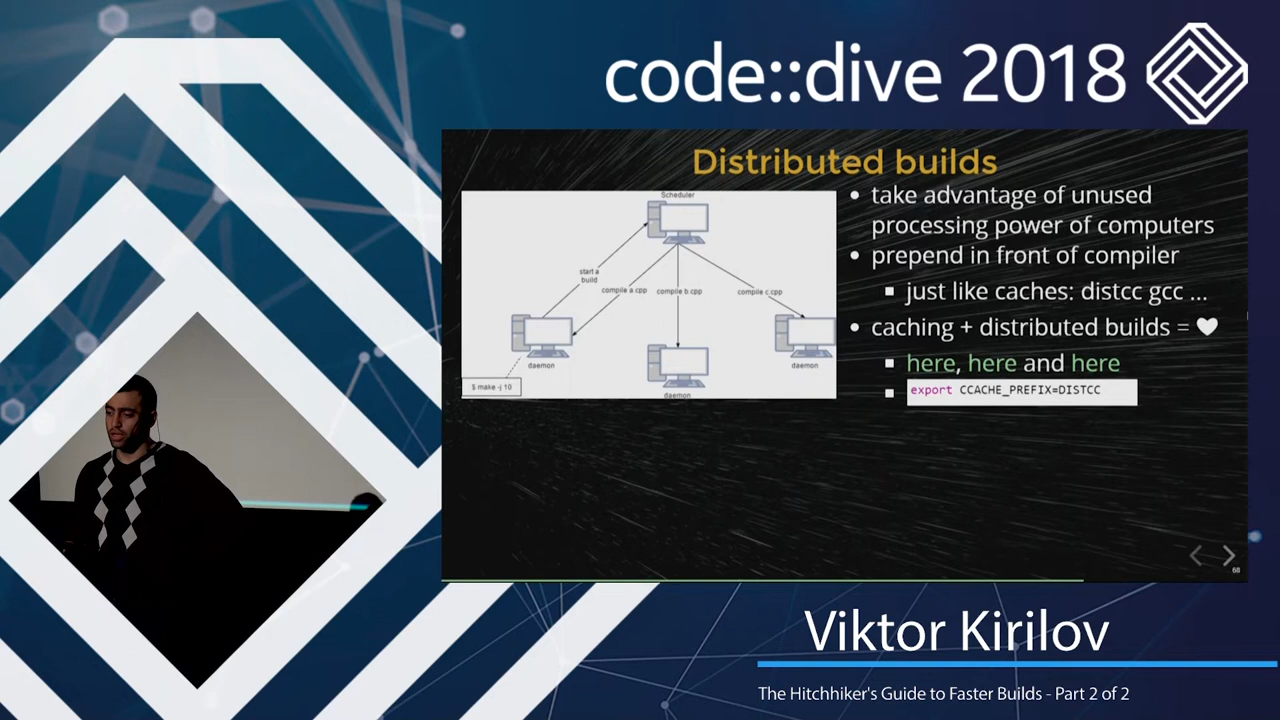 code::dive 2018
Distributed builds
Scheduler
start a
build
compile a.cpp
compile b.cpp
compile c.cpp
daemon
daemon
daemon
$ make -j 10
• take advantage of unused
processing power of computers
• prepend in front of compiler
▪ just like caches: distcc gcc ...
• caching + distributed builds = ♥
▪ here, here and here
▪ export CCACHE_PREFIX=DISTCC
68
Viktor Kirilov
The Hitchhiker's Guide to Faster Builds - Part 2 of 2